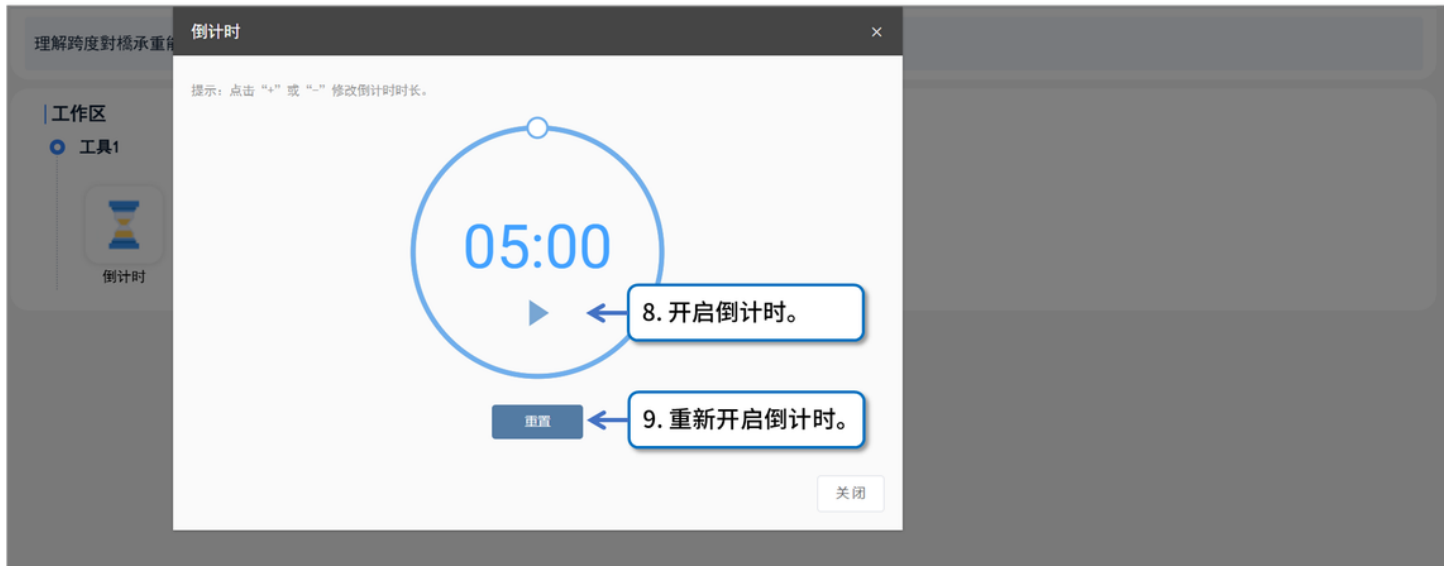 理解跨度對橋承重能
倒计时
×
提示：点击“+”或“-”修改倒计时时长。
工作区
工具1
倒计时
05:00
8. 开启倒计时。
重置
9. 重新开启倒计时。
关闭